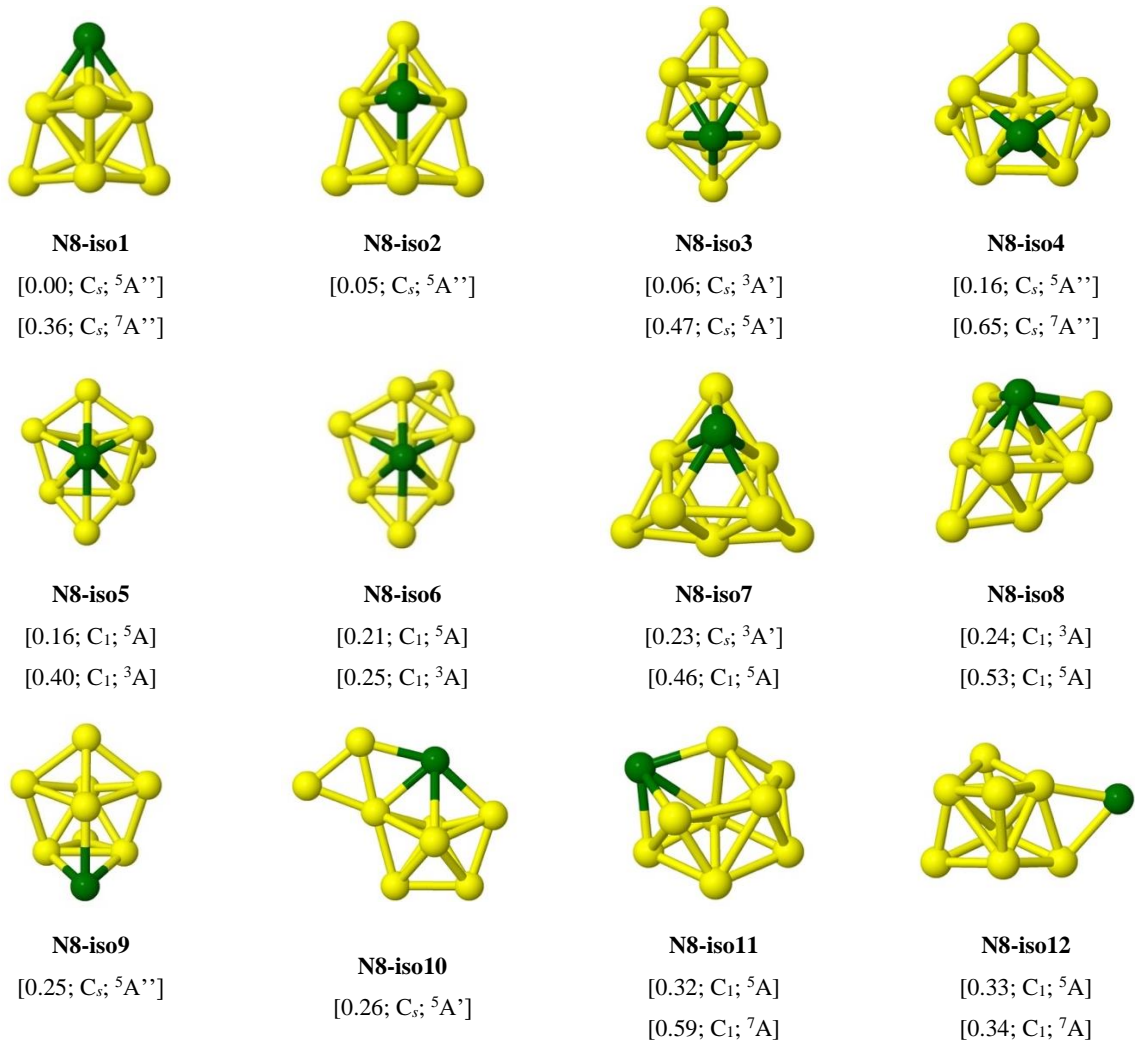 N8-iso1
[0.00; Cₛ; ⁵A’’]
[0.36; Cₛ; ⁷A’’]
N8-iso2
[0.05; Cₛ; ⁵A’’]
N8-iso3
[0.06; Cₛ; ³A’]
[0.47; Cₛ; ⁵A’]
N8-iso4
[0.16; Cₛ; ⁵A’’]
[0.65; Cₛ; ⁷A’’]
N8-iso5
[0.16; C₁; ⁵A]
[0.40; C₁; ³A]
N8-iso6
[0.21; C₁; ⁵A]
[0.25; C₁; ³A]
N8-iso7
[0.23; Cₛ; ³A’]
[0.46; C₁; ⁵A]
N8-iso8
[0.24; C₁; ³A]
[0.53; C₁; ⁵A]
N8-iso9
[0.25; Cₛ; ⁵A’’]
N8-iso10
[0.26; Cₛ; ⁵A’]
N8-iso11
[0.32; C₁; ⁵A]
[0.59; C₁; ⁷A]
N8-iso12
[0.33; C₁; ⁵A]
[0.34; C₁; ⁷A]